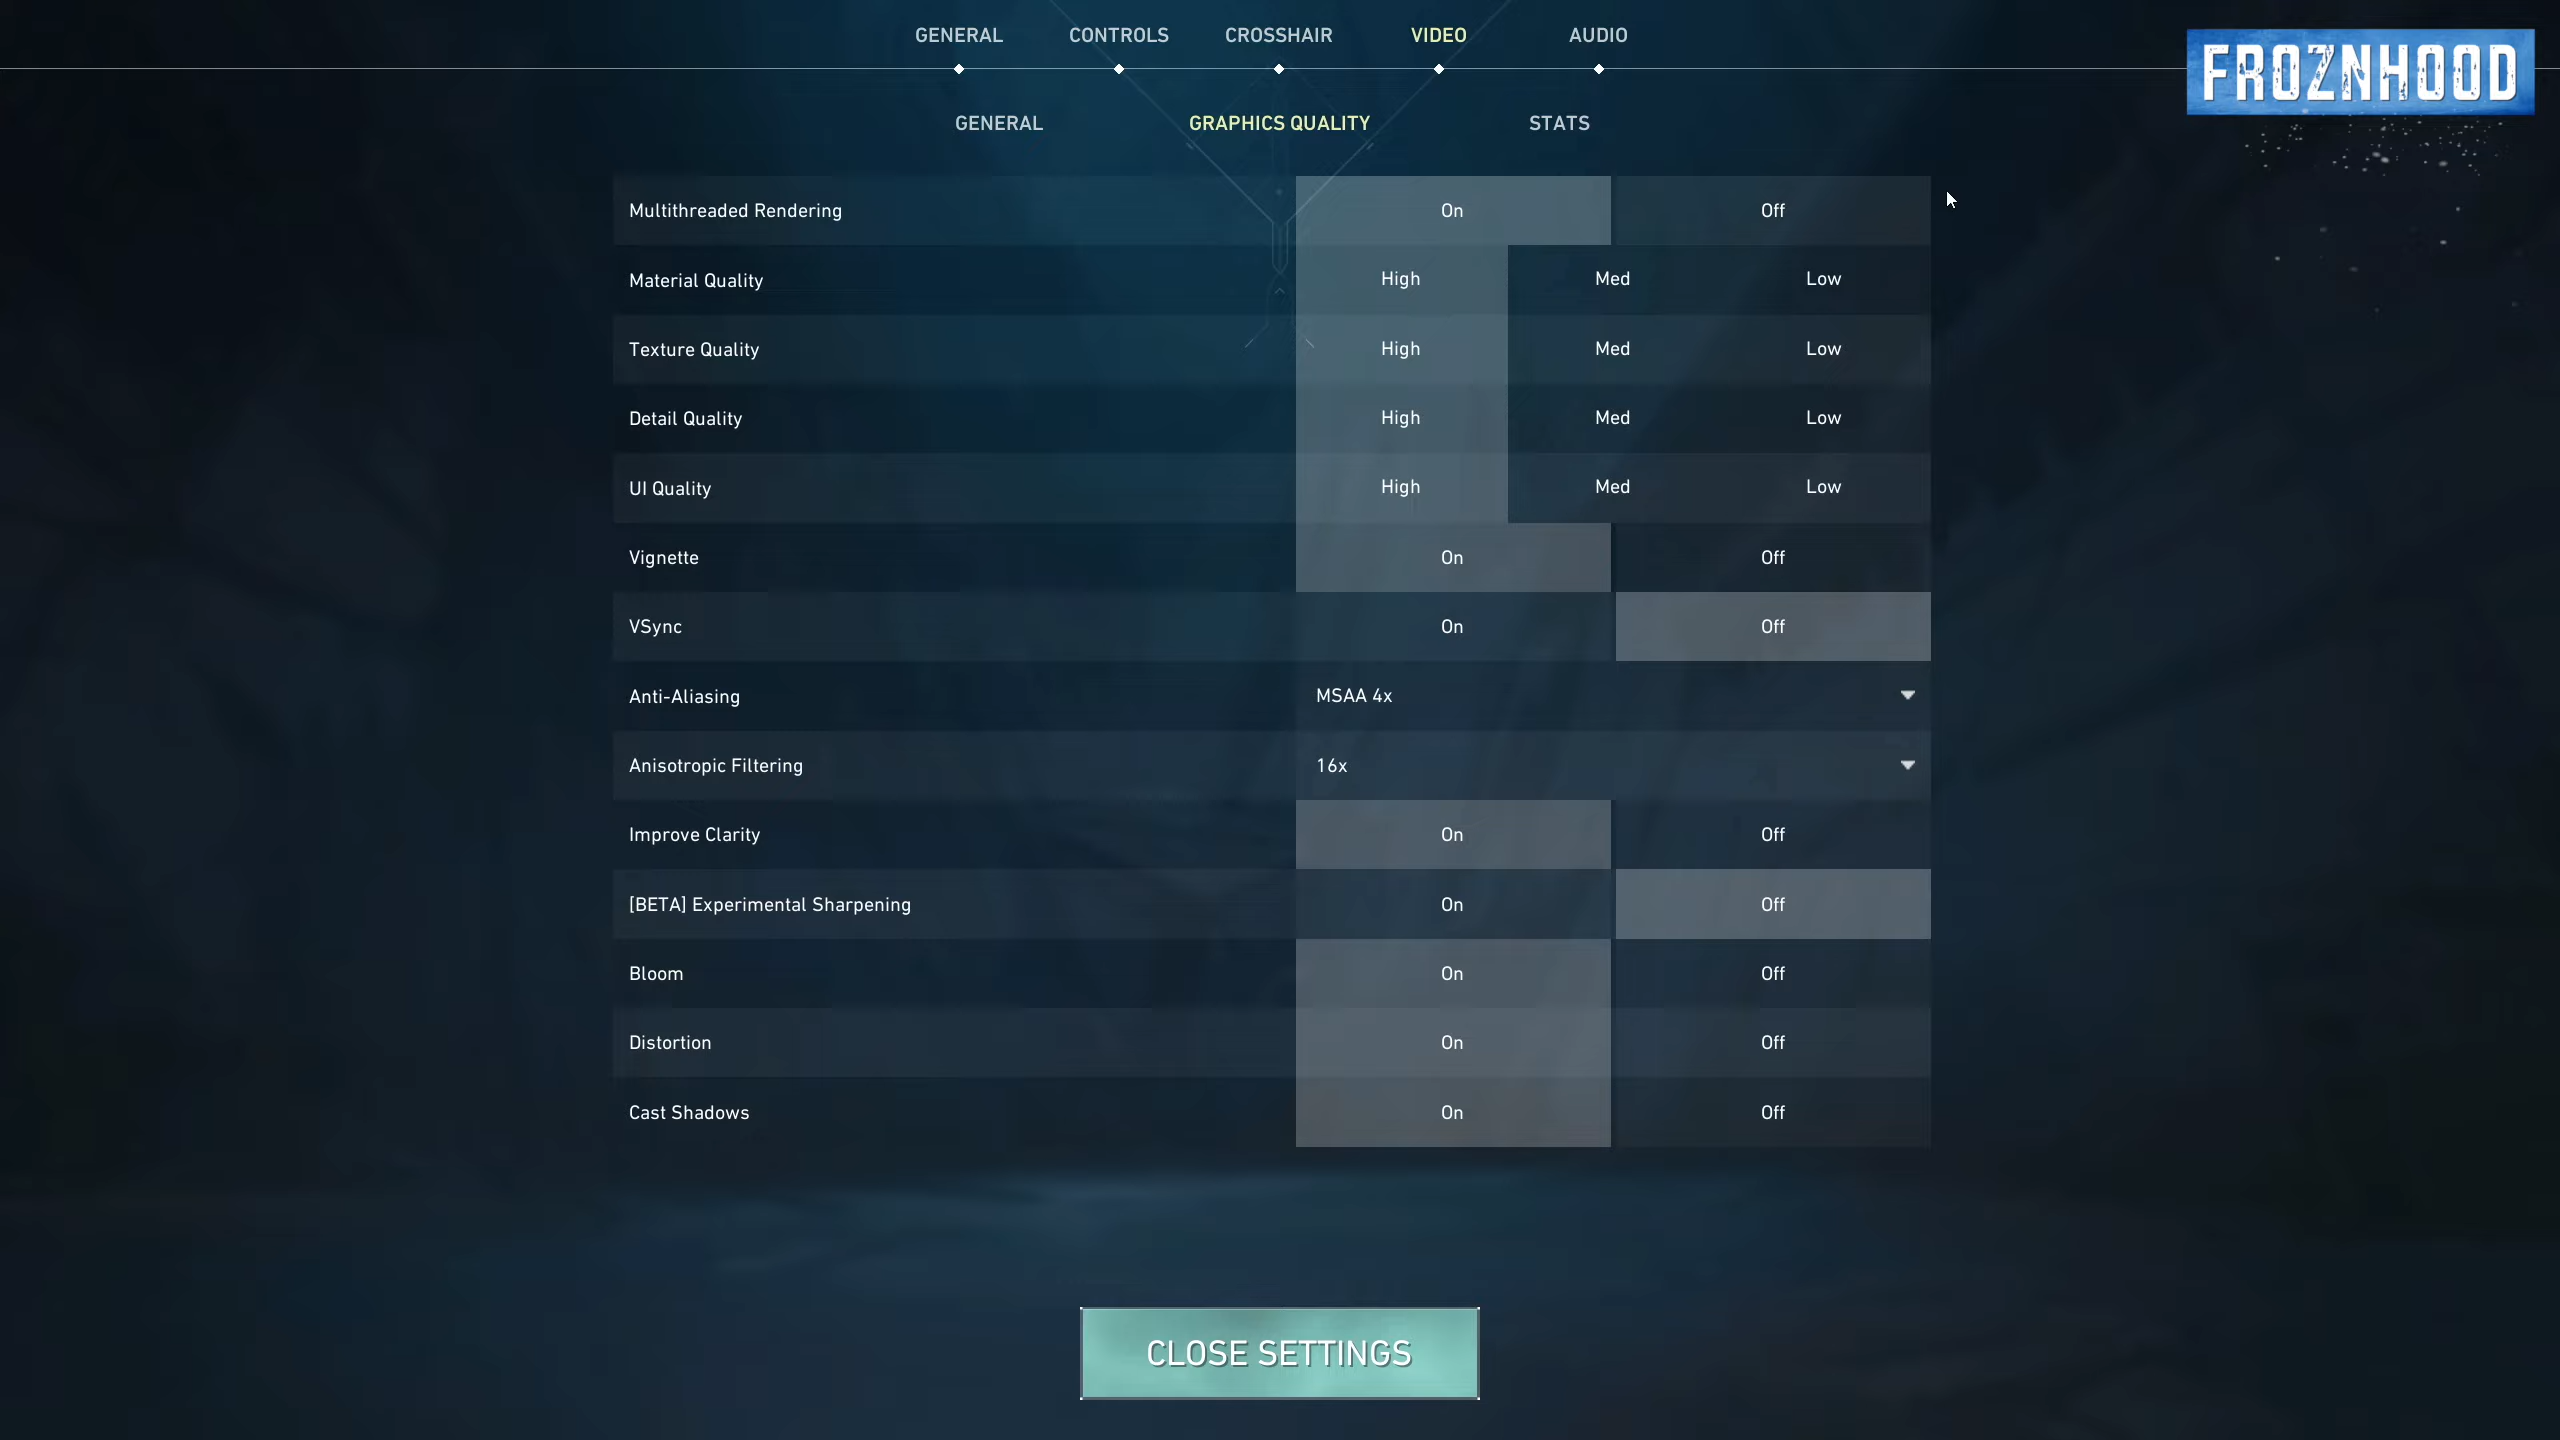 GENERAL CONTROLS CROSSHAIR VIDEO AUDIO
FROZNHOOD
GENERAL GRAPHICS QUALITY STATS
Multithreaded Rendering On Off
Material Quality High Med Low
Texture Quality High Med Low
Detail Quality High Med Low
UI Quality High Med Low
Vignette On Off
VSync On Off
Anti-Aliasing MSAA 4x
Anisotropic Filtering 16x
Improve Clarity On Off
[BETA] Experimental Sharpening On Off
Bloom On Off
Distortion On Off
Cast Shadows On Off
CLOSE SETTINGS